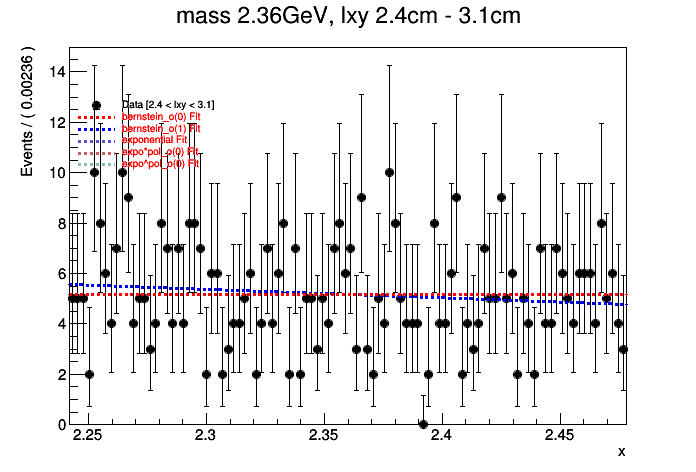 mass 2.36GeV, lxy 2.4cm - 3.1cm
Events / ( 0.00236 )
14
12
10
8
6
4
2
0
Data [2.4 < lxy < 3.1]
bernstein_o(0) Fit
bernstein_o(1) Fit
exponential Fit
expo*pol_o(0) Fit
expo^pol_o(0) Fit
2.25
2.3
2.35
2.4
2.45
x